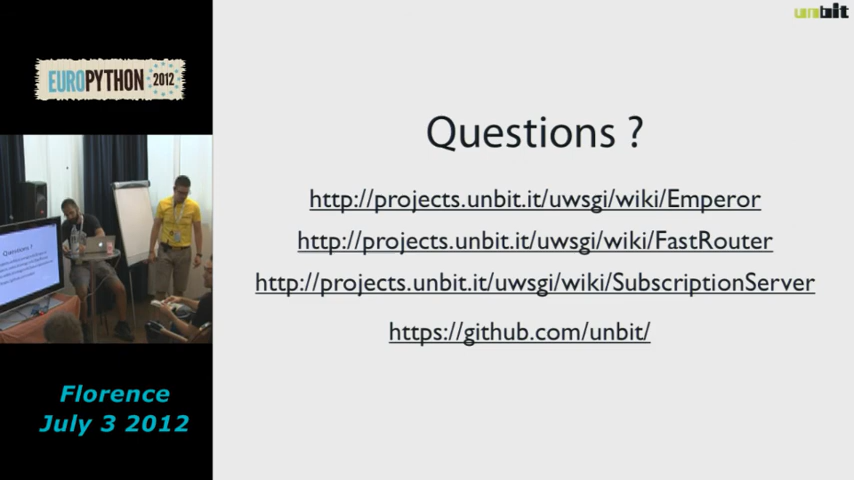 unbit
EUROPYTHON 2012
Questions ?
http://projects.unbit.it/uwsgi/wiki/Emperor
http://projects.unbit.it/uwsgi/wiki/FastRouter
http://projects.unbit.it/uwsgi/wiki/SubscriptionServer
https://github.com/unbit/
Questions ?
Florence
July 3 2012